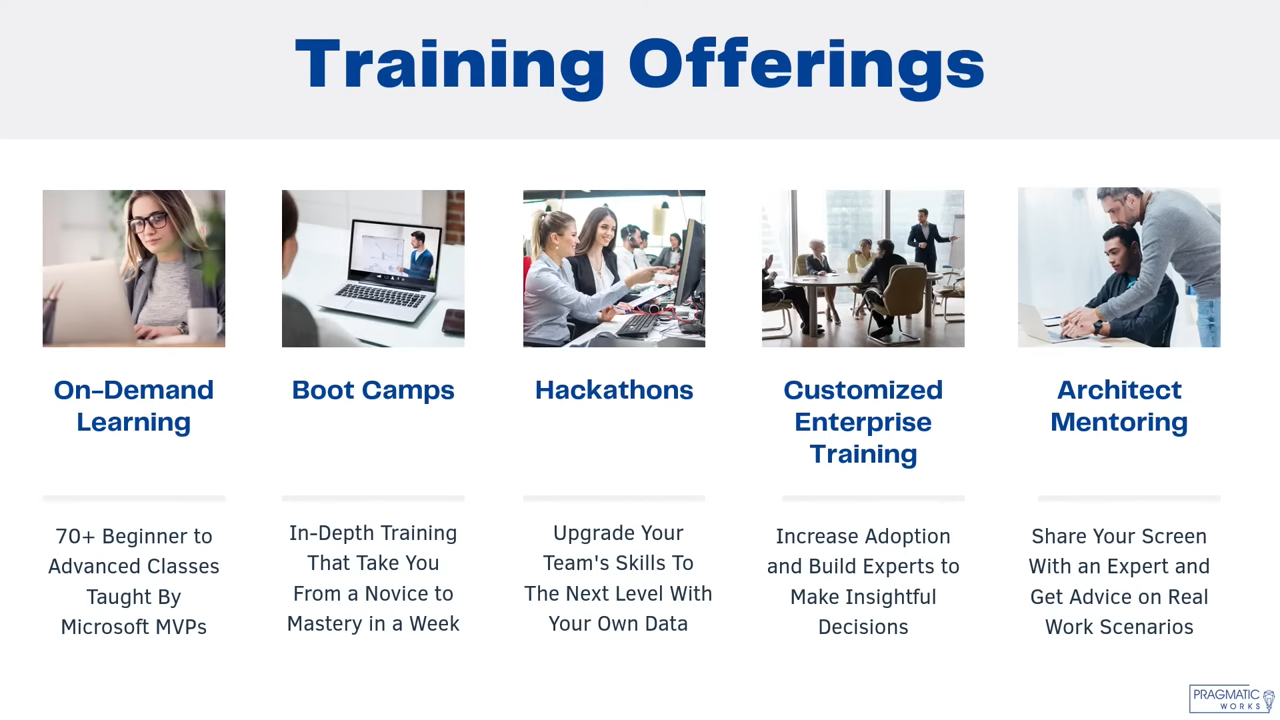 Training Offerings
On-Demand
Learning
70+ Beginner to
Advanced Classes
Taught By
Microsoft MVPs
Boot Camps
In-Depth Training
That Take You
From a Novice to
Mastery in a Week
Hackathons
Upgrade Your
Team's Skills To
The Next Level With
Your Own Data
Customized
Enterprise
Training
Increase Adoption
and Build Experts to
Make Insightful
Decisions
Architect
Mentoring
Share Your Screen
With an Expert and
Get Advice on Real
Work Scenarios
PRAGMATIC
WORKS